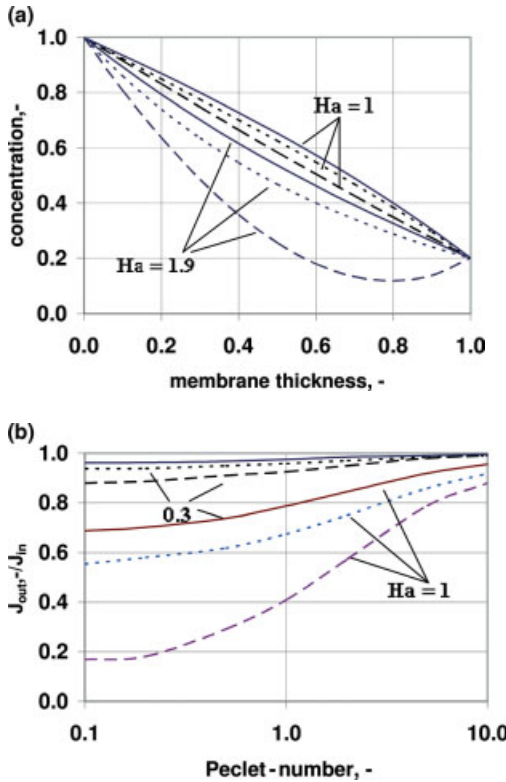 (a)
1.0
0.8
0.6
0.4
0.2
0.0
concentration,-
Ha = 1
Ha = 1.9
0.0 0.2 0.4 0.6 0.8 1.0
membrane thickness, -
(b)
1.0
0.8
0.6
0.4
0.2
0.0
Jout,-/Jin
0.3
Ha = 1
0.1 1.0 10.0
Peclet-number, -